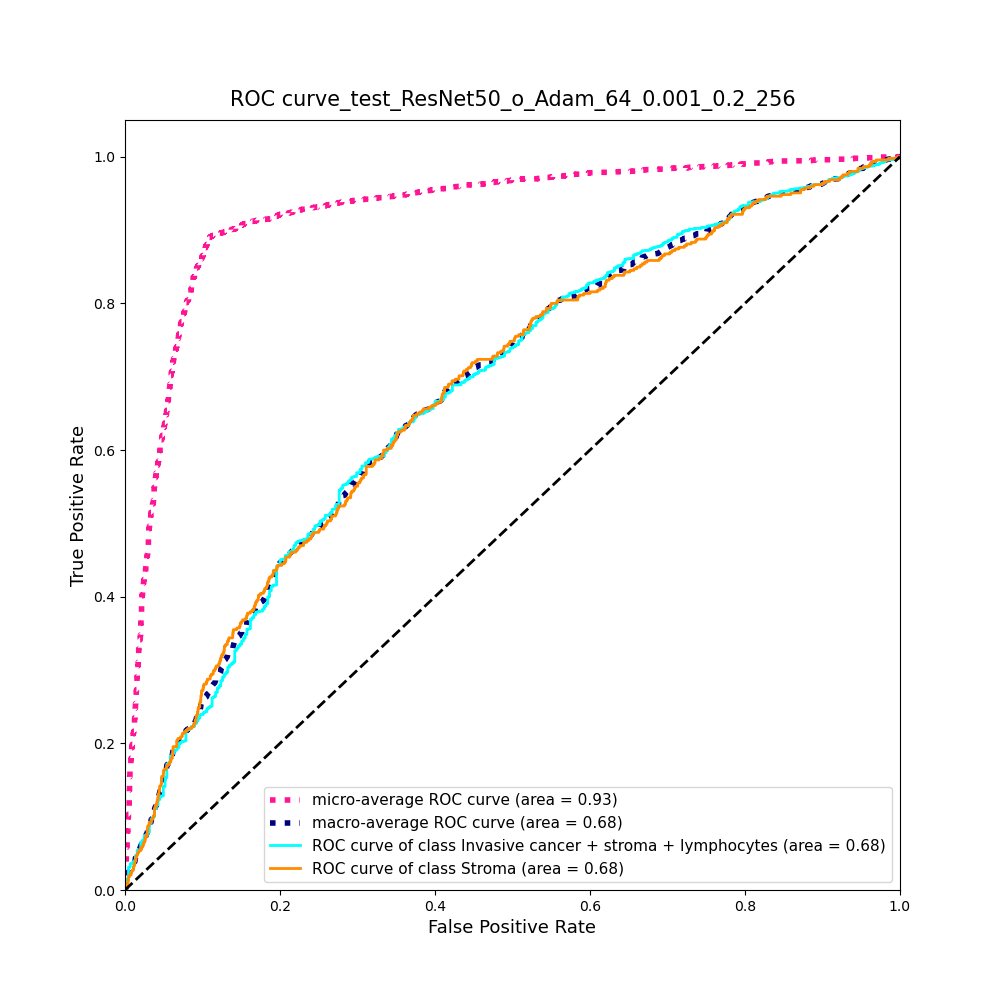 ROC curve_test_ResNet50_o_Adam_64_0.001_0.2_256
True Positive Rate
1.0
0.8
0.6
0.4
0.2
0.0
micro-average ROC curve (area = 0.93)
macro-average ROC curve (area = 0.68)
ROC curve of class Invasive cancer + stroma + lymphocytes (area = 0.68)
ROC curve of class Stroma (area = 0.68)
0.0 0.2 0.4 0.6 0.8 1.0
False Positive Rate